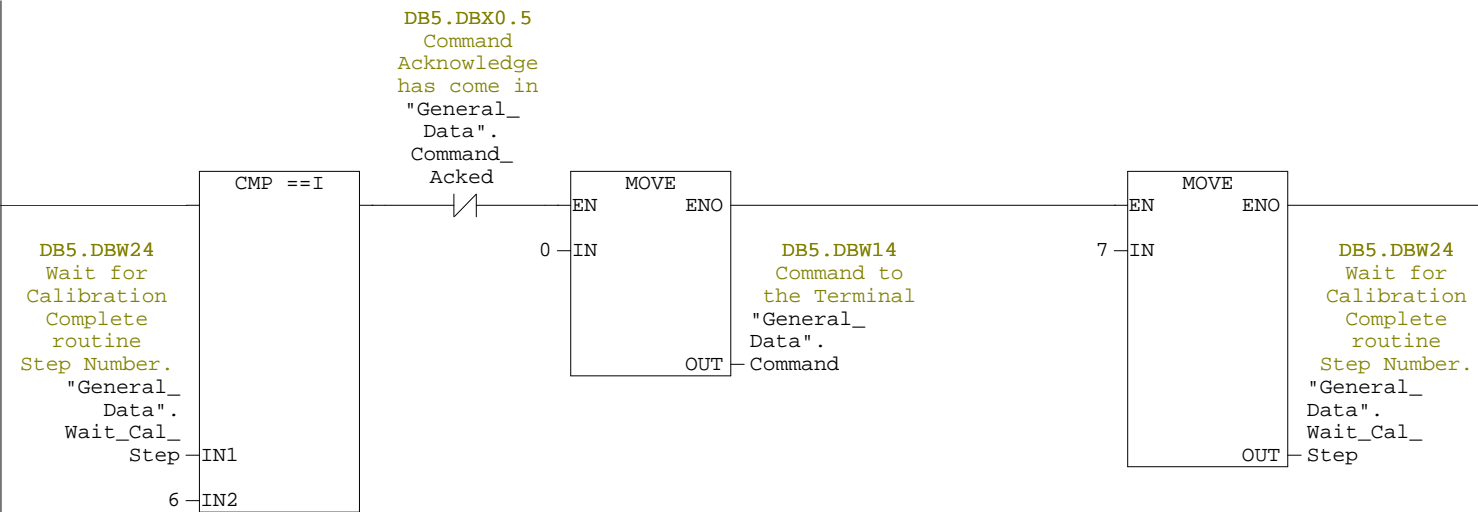 DB5.DBX0.5
Command
Acknowledge
has come in
"General_
Data".
Command_
Acked
CMP ==I
DB5.DBW24
Wait for
Calibration
Complete
routine
Step Number.
"General_
Data".
Wait_Cal_
Step
IN1
6
IN2
MOVE
EN
ENO
0
IN
DB5.DBW14
Command to
the Terminal
"General_
Data".
OUT
Command
MOVE
EN
ENO
7
IN
DB5.DBW24
Wait for
Calibration
Complete
routine
Step Number.
"General_
Data".
Wait_Cal_
OUT
Step